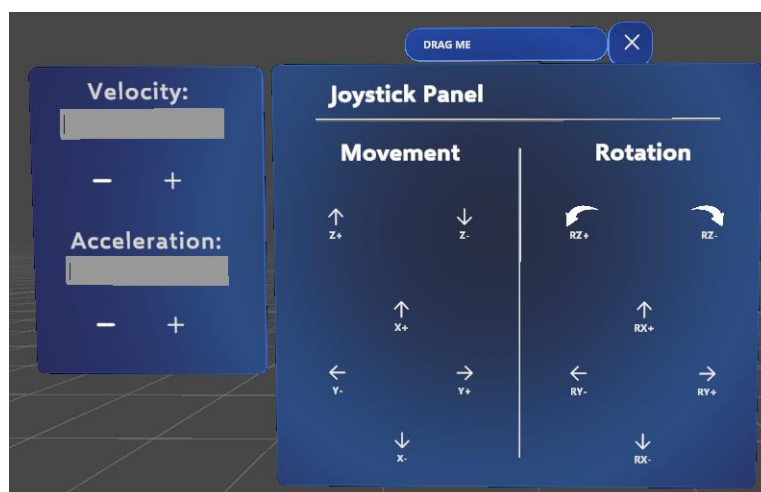 DRAG ME
Velocity:
Acceleration:
Joystick Panel
Movement
Z+
Z-
X+
Y-
Y+
X-
Rotation
RZ+
RZ-
RX+
RY-
RY+
RX-